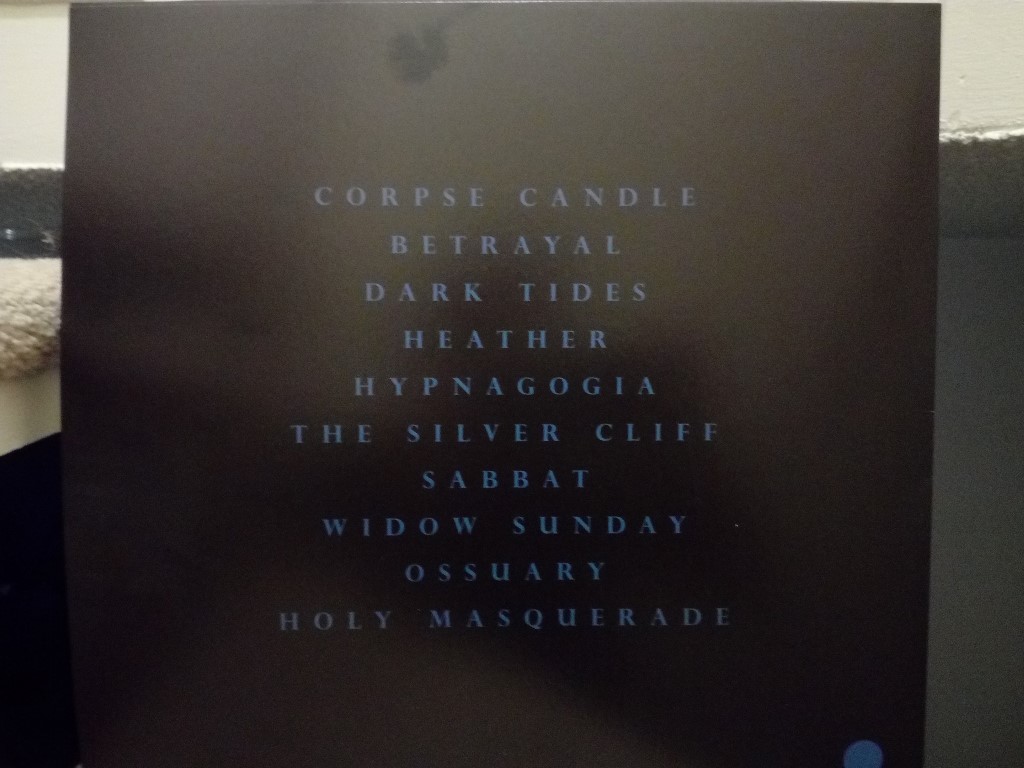 CORPSE CANDLE
BETRAYAL
DARK TIDES
HEATHER
HYPNAGOGIA
THE SILVER CLIFF
SABBAT
WIDOW SUNDAY
OSSUARY
HOLY MASQUERADE